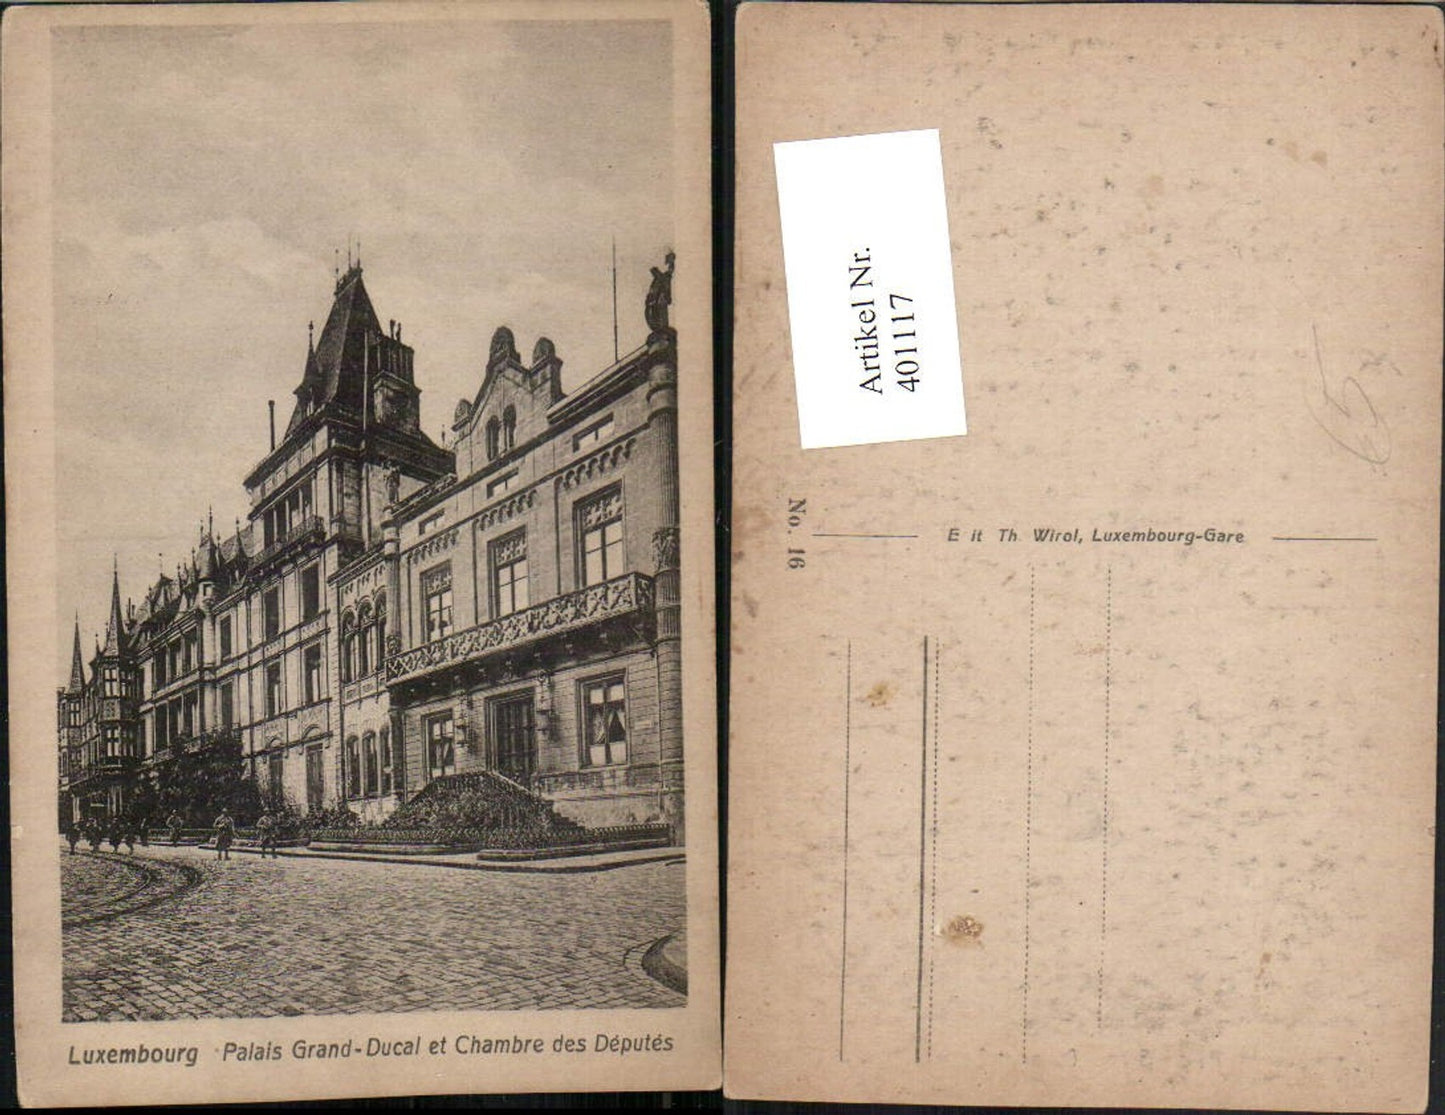 Luxembourg Palais Grand-Ducal et Chambre des Députés
Artikel Nr.
401117
No. 16
E it Th Wirol, Luxembourg-Gare